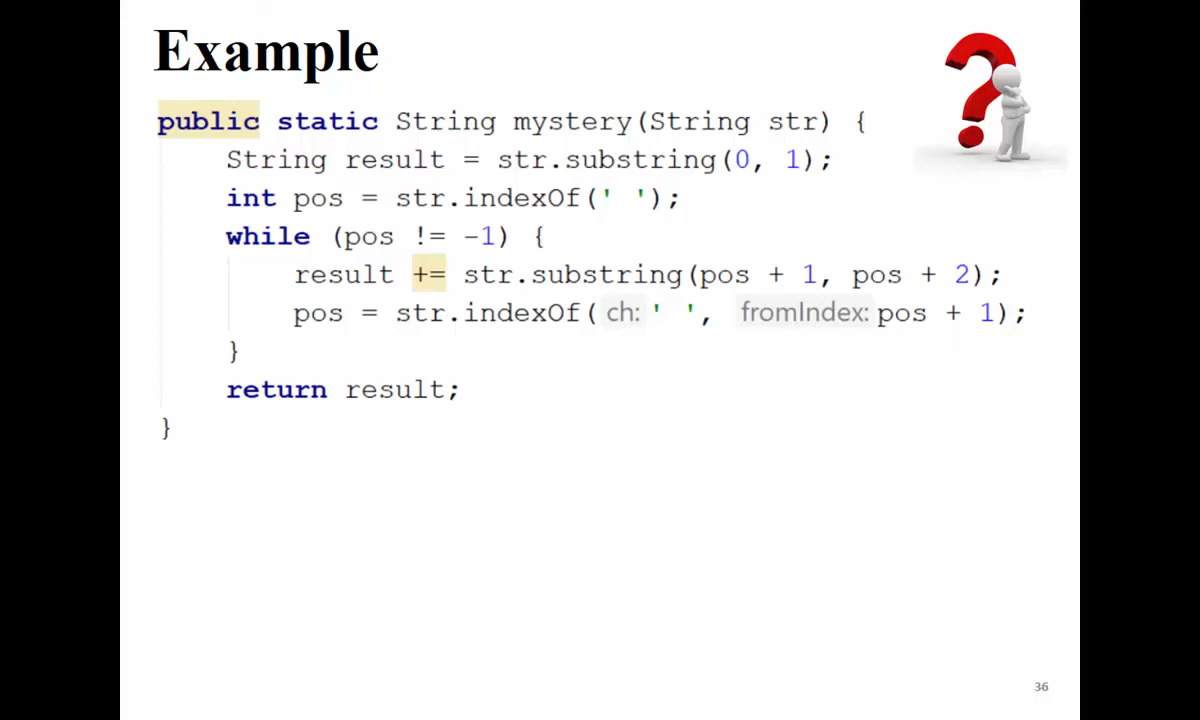 Example
public static String mystery(String str) {
String result = str.substring(0, 1);
int pos = str.indexOf(' ');
while (pos != -1) {
result += str.substring(pos + 1, pos + 2);
pos = str.indexOf( ch: ' ', fromIndex: pos + 1);
}
return result;
}
36